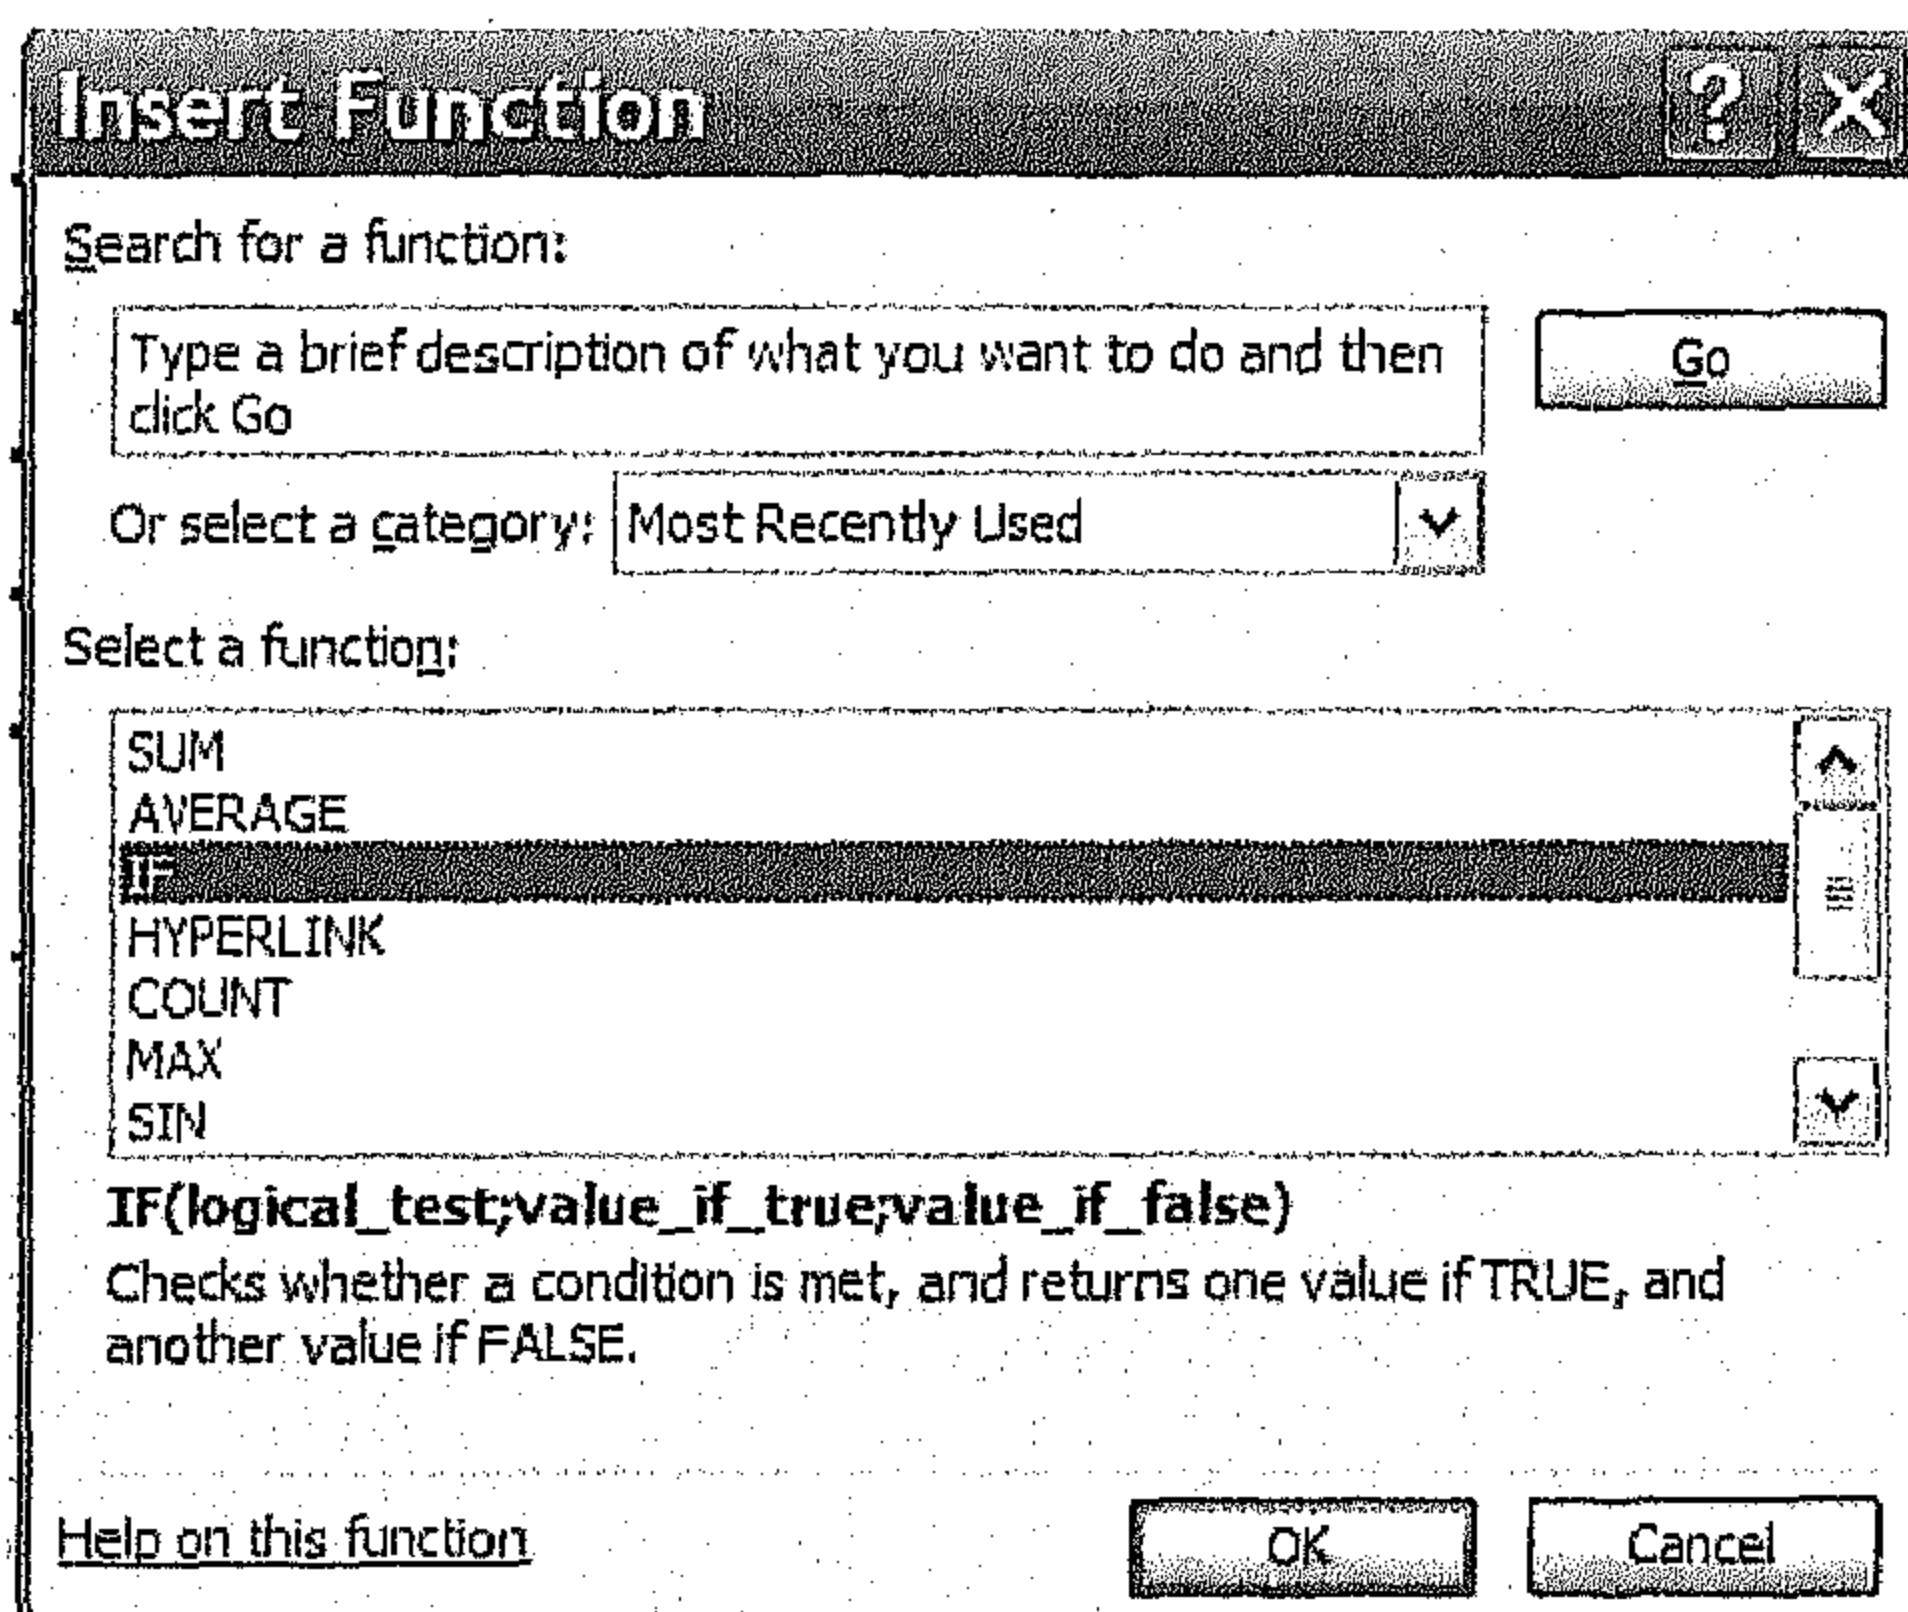 Insert Function
Search for a function:
Type a brief description of what you want to do and then
click Go
Go
Or select a category: Most Recently Used
Select a function:
SUM
AVERAGE
IF
HYPERLINK
COUNT
MAX
SIN
IF(logical_test;value_if_true;value_if_false)
Checks whether a condition is met, and returns one value if TRUE, and
another value if FALSE.
Help on this function
OK
Cancel